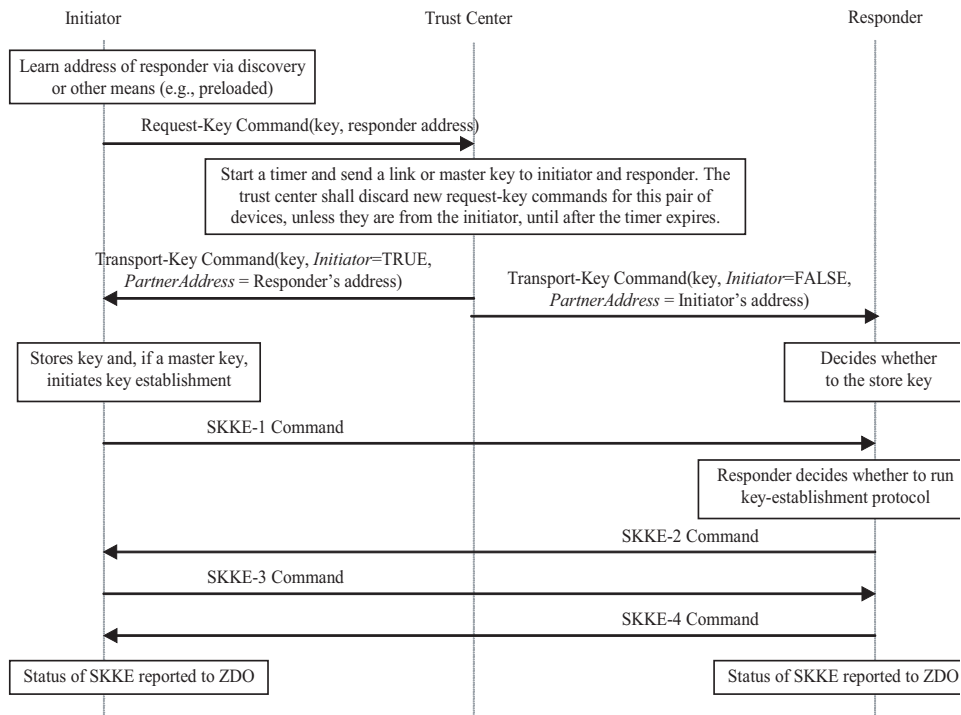 Initiator
Trust Center
Responder
Learn address of responder via discovery
or other means (e.g., preloaded)
Request-Key Command(key, responder address)
Start a timer and send a link or master key to initiator and responder. The
trust center shall discard new request-key commands for this pair of
devices, unless they are from the initiator, until after the timer expires.
Transport-Key Command(key, Initiator=TRUE,
PartnerAddress = Responder's address)
Transport-Key Command(key, Initiator=FALSE,
PartnerAddress = Initiator's address)
Stores key and, if a master key,
initiates key establishment
Decides whether
to the store key
SKKE-1 Command
Responder decides whether to run
key-establishment protocol
SKKE-2 Command
SKKE-3 Command
SKKE-4 Command
Status of SKKE reported to ZDO
Status of SKKE reported to ZDO